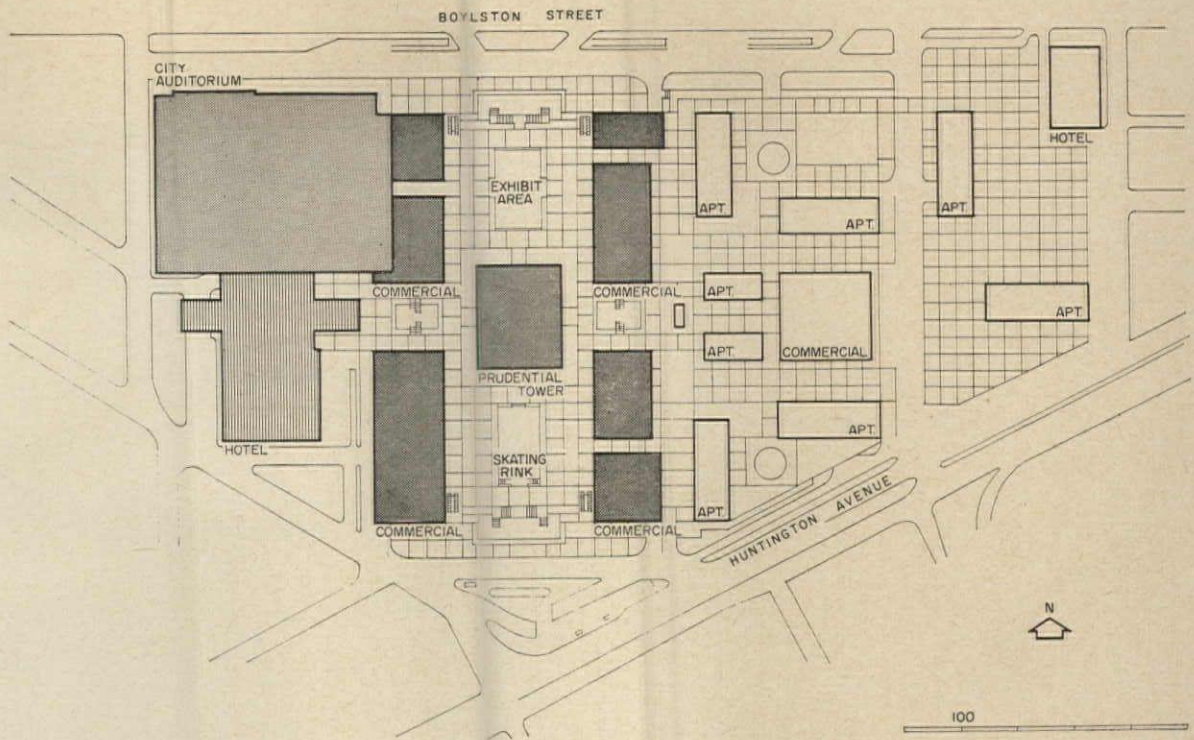 BOYLSTON STREET
CITY
AUDITORIUM
HOTEL
EXHIBIT
AREA
APT.
APT.
APT.
COMMERCIAL
COMMERCIAL
APT.
APT.
PRUDENTIAL
TOWER
APT.
COMMERCIAL
APT.
HOTEL
SKATING
RINK
COMMERCIAL
COMMERCIAL
APT.
HUNTINGTON AVENUE
N
100